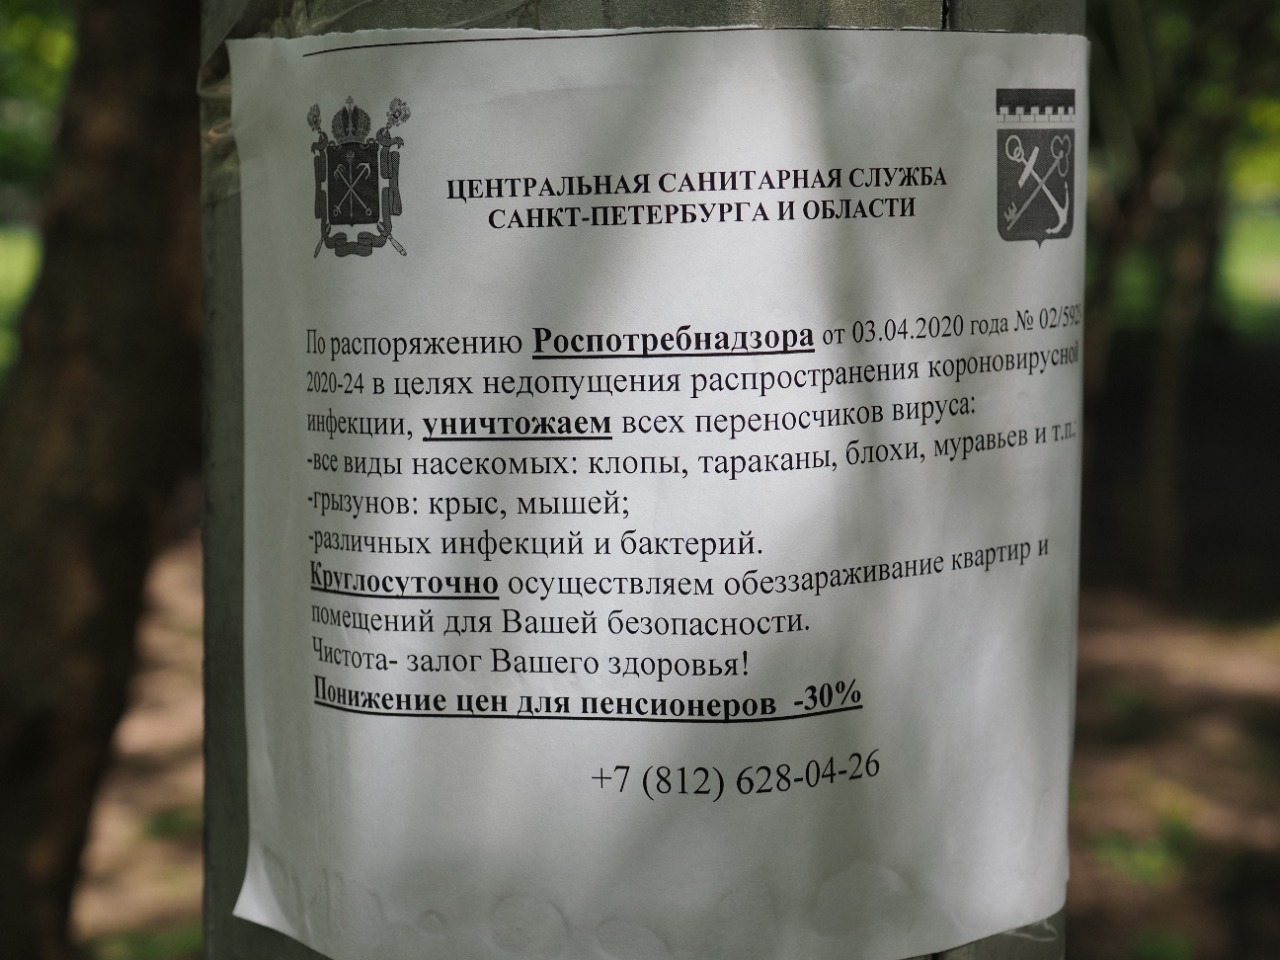 ЦЕНТРАЛЬНАЯ САНИТАРНАЯ СЛУЖБА
САНКТ-ПЕТЕРБУРГА И ОБЛАСТИ
По распоряжению Роспотребнадзора от 03.04.2020 года №
2020-24 в целях недопущения распространения короновирусной
инфекции, уничтожаем всех переносчиков вируса:
-все виды насекомых: клопы, тараканы, блохи, муравьев и т.п.
-грызунов: крыс, мышей;
-различных инфекций и бактерий.
Круглосуточно осуществляем обеззараживание квартир и
помещений для Вашей безопасности.
Чистота- залог Вашего здоровья!
Понижение цен для пенсионеров -30%
+7 (812) 628-04-26